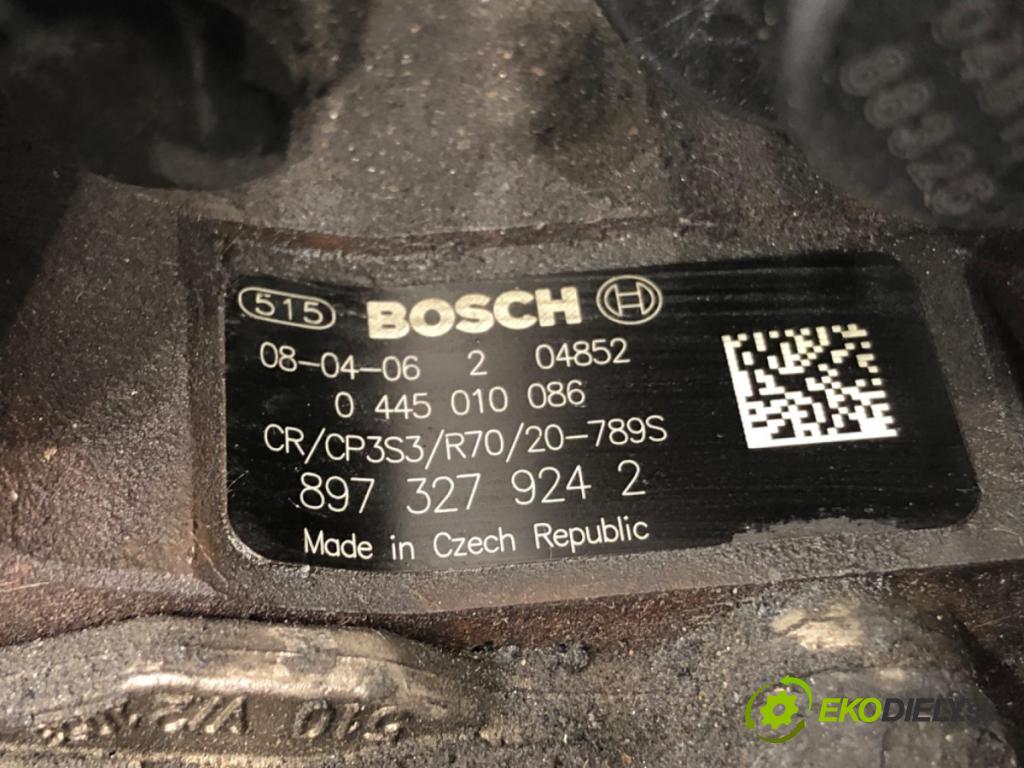 515 BOSCH
08-04-06 2 04852
0 445 010 086
CR/CP3S3/R70/20-789S
897 327 924 2
Made in Czech Republic
86325
EKODIELY